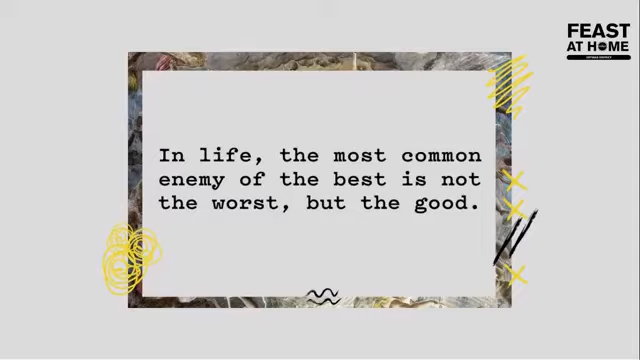 FEAST
AT HOME
In life, the most common
enemy of the best is not
the worst, but the good.